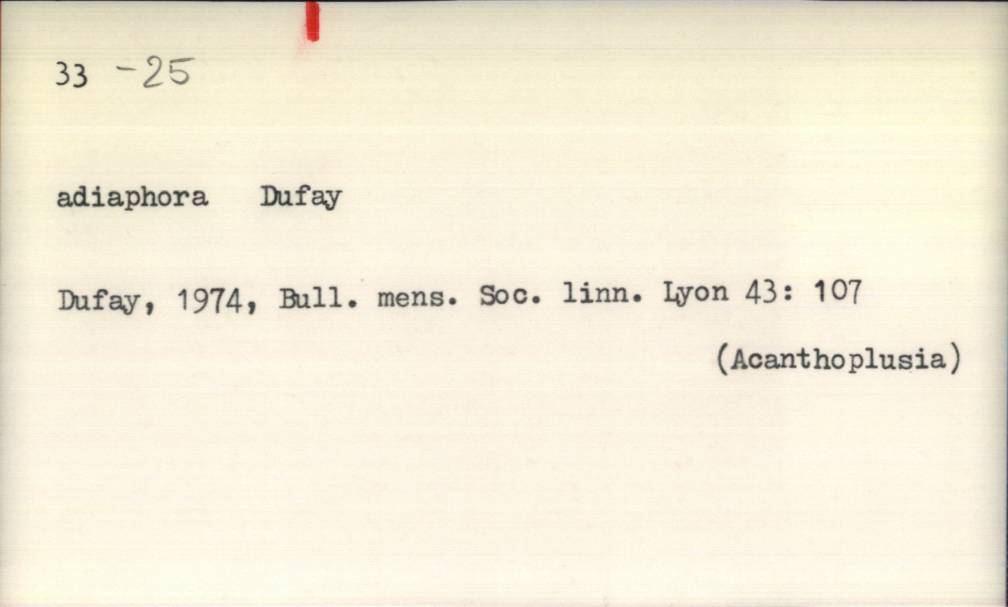 33 -25
adiaphora Dufay
Dufay, 1974, Bull. mens. Soc. linn. Lyon 43: 107
(Acanthoplusia)